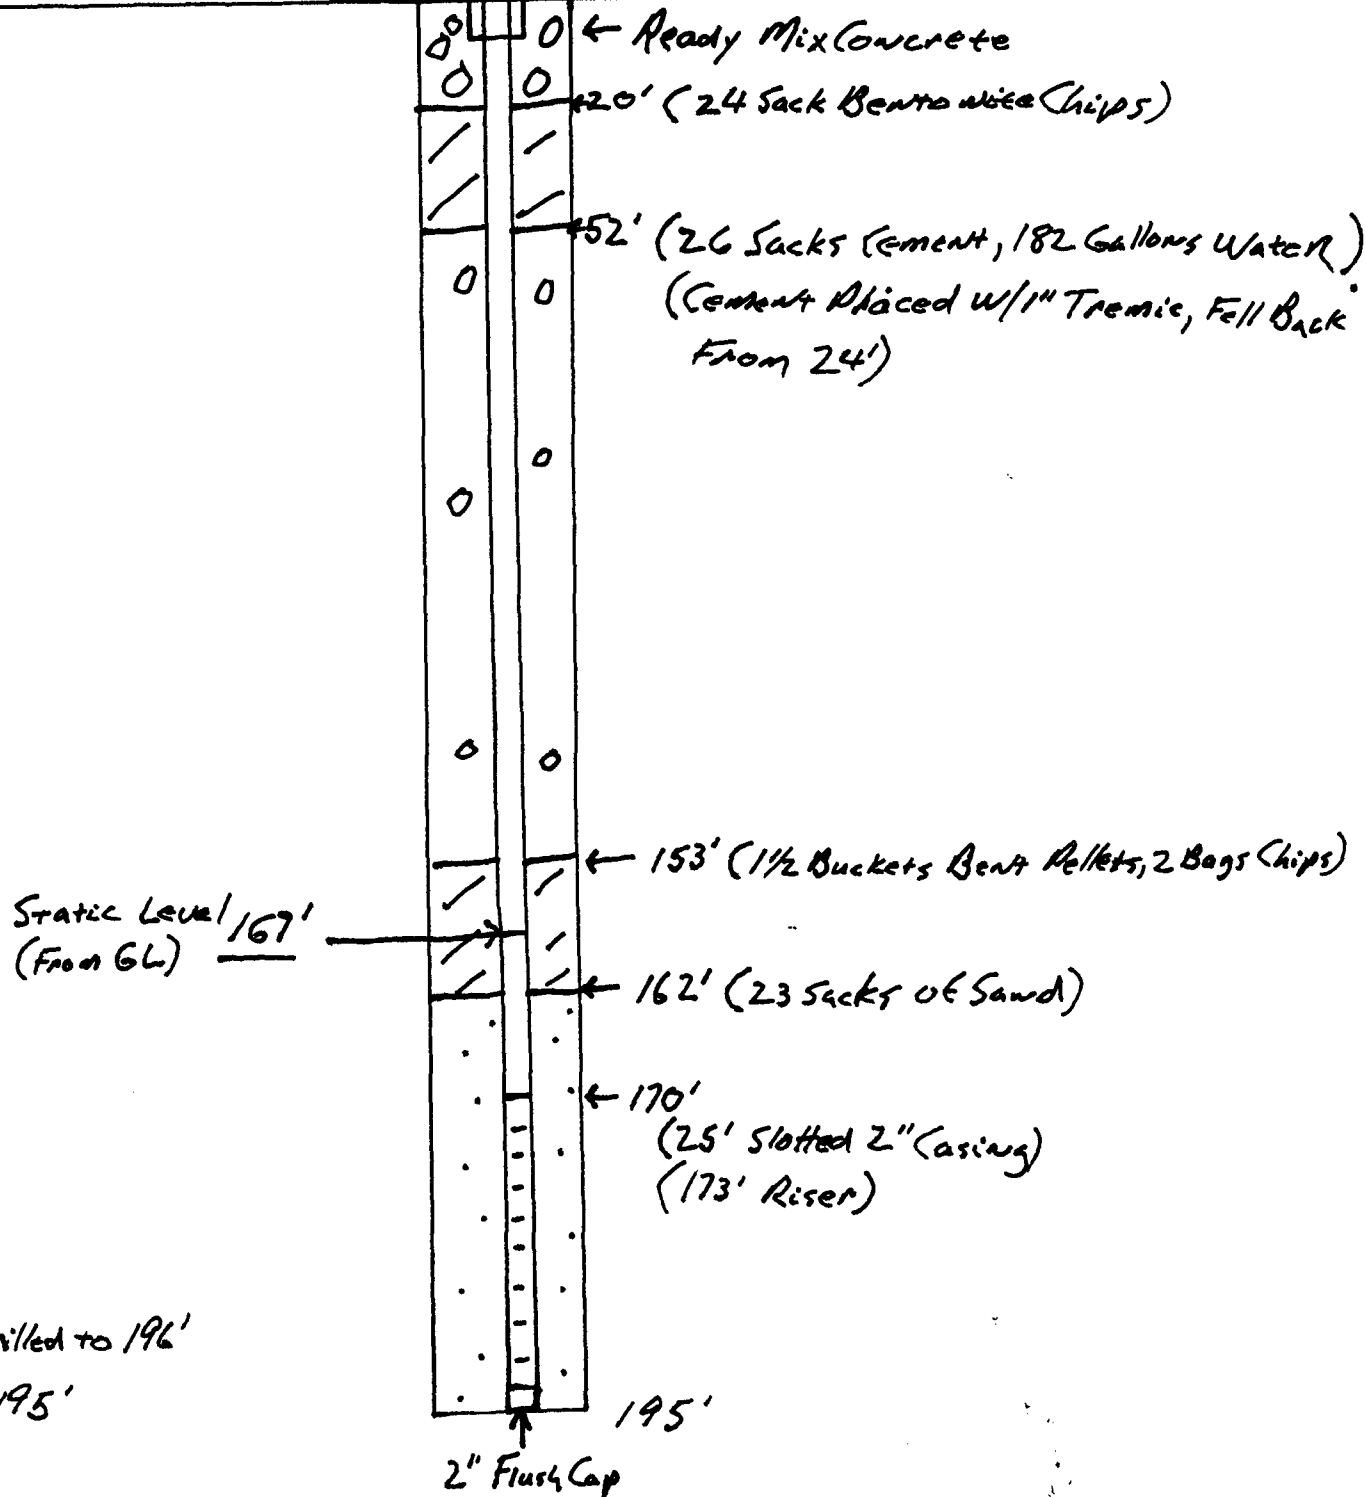 ← Ready Mix Concrete
20' (24 Sack Bentonite Chips)
52' (26 Sacks Cement, 182 Gallons Water)
(Cement Placed W/1" Tremie, Fell Back
From 24')
153' (1½ Buckets Bent Pellets, 2 Bags Chips)
Static Level 167'
(From GL)
162' (23 Sacks of Sand)
170'
(25' Slotted 2" Casing)
(173' Riser)
illed to 196'
195'
195'
2" Flush Cap